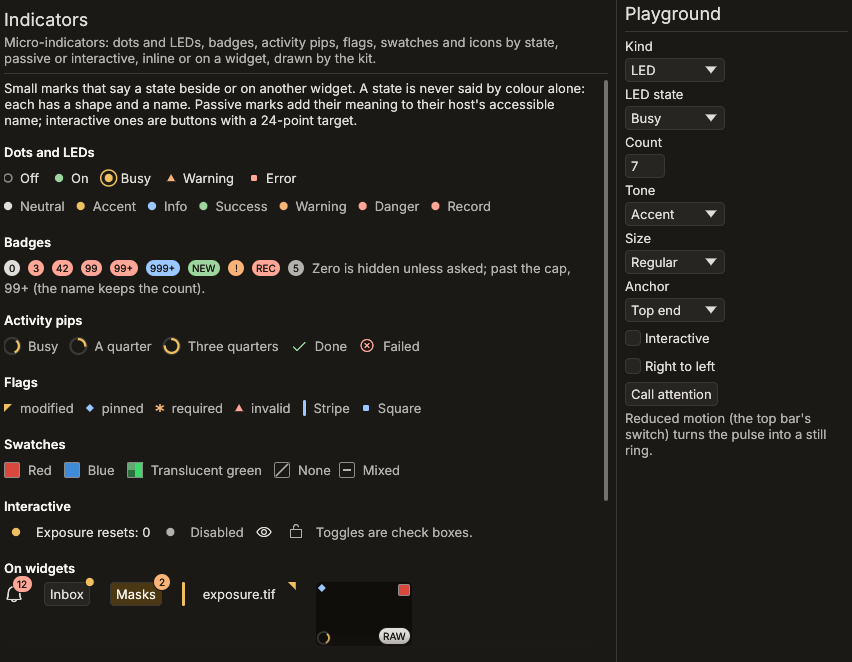 Indicators
Micro-indicators: dots and LEDs, badges, activity pips, flags, swatches and icons by state,
passive or interactive, inline or on a widget, drawn by the kit.
Small marks that say a state beside or on another widget. A state is never said by colour alone:
each has a shape and a name. Passive marks add their meaning to their host's accessible
name; interactive ones are buttons with a 24-point target.
Dots and LEDs
Off On Busy Warning Error
Neutral Accent Info Success Warning Danger Record
Badges
0 3 42 99 99+ 999+ NEW ! REC 5 Zero is hidden unless asked; past the cap,
99+ (the name keeps the count).
Activity pips
Busy A quarter Three quarters Done Failed
Flags
modified pinned required invalid Stripe Square
Swatches
Red Blue Translucent green None Mixed
Interactive
Exposure resets: 0 Disabled Toggles are check boxes.
On widgets
12 Inbox Masks 2 exposure.tif RAW
Playground
Kind
LED
LED state
Busy
Count
7
Tone
Accent
Size
Regular
Anchor
Top end
Interactive
Right to left
Call attention
Reduced motion (the top bar's
switch) turns the pulse into a still
ring.